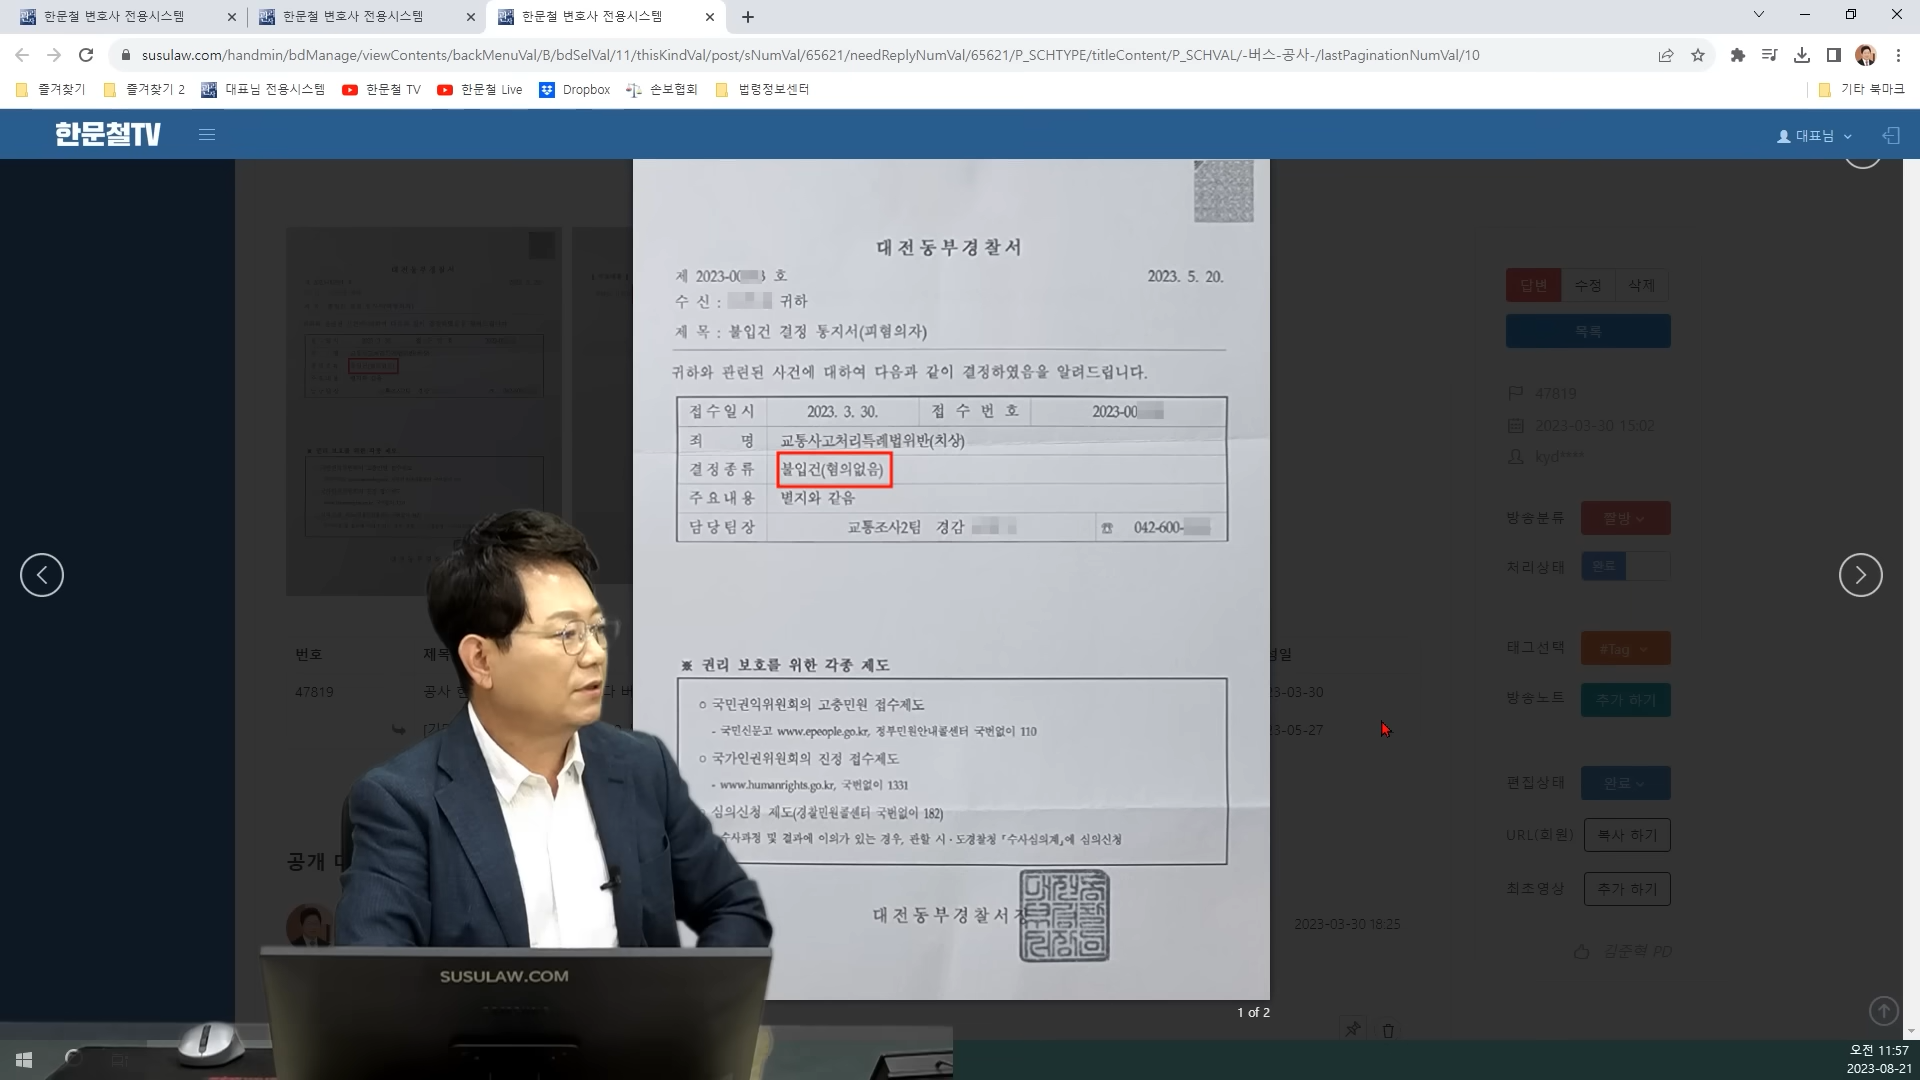 한문철 변호사 전용시스템
한문철 변호사 전용시스템
한문철 변호사 전용시스템
susulaw.com/handmin/bdManage/viewContents/backMenuVal/B/bdSelVal/11/thisKindVal/post/sNumVal/65621/needReplyNumVal/65621/P_SCHTYPE/titleContent/P_SCHVAL/-버스-공사-/lastPaginationNumVal/10
즐겨찾기 즐겨찾기 2 대표님 전용시스템 한문철 TV 한문철 Live Dropbox 손보협회 법령정보센터 기타 북마크
한문철TV 대표님
대전동부경찰서
제 2023-00 호 2023. 5. 20.
수 신 : 귀하
제 목 : 불입건 결정 통지서(피혐의자)
귀하와 관련된 사건에 대하여 다음과 같이 결정하였음을 알려드립니다.
접수일시 2023. 3. 30. 접 수 번 호 2023-00
죄 명 교통사고처리특례법위반(치상)
결정종류 불입건(혐의없음)
주요내용 별지와 같음
담당팀장 교통조사2팀 경감 ☎ 042-600-
※ 권리 보호를 위한 각종 제도
○ 국민권익위원회의 고충민원 접수제도
- 국민신문고 www.epeople.go.kr, 정부민원안내콜센터 국번없이 110
○ 국가인권위원회의 진정 접수제도
- www.humanrights.go.kr, 국번없이 1331
심의신청 제도(경찰민원콜센터 국번없이 182)
수사과정 및 결과에 이의가 있는 경우, 관할 시·도경찰청 「수사심의계」에 심의신청
대전동부경찰서장
1 of 2
답변 수정 삭제
목록
47819
2023-03-30 15:02
kyd****
방송분류 짤방
처리상태 완료
태그선택 #Tag
방송노트 추가 하기
편집상태 완료
URL(회원) 복사 하기
최초영상 추가 하기
번호 제목
47819 공사
2023-03-30 18:25
김준혁 PD
SUSULAW.COM
오전 11:57
2023-08-21